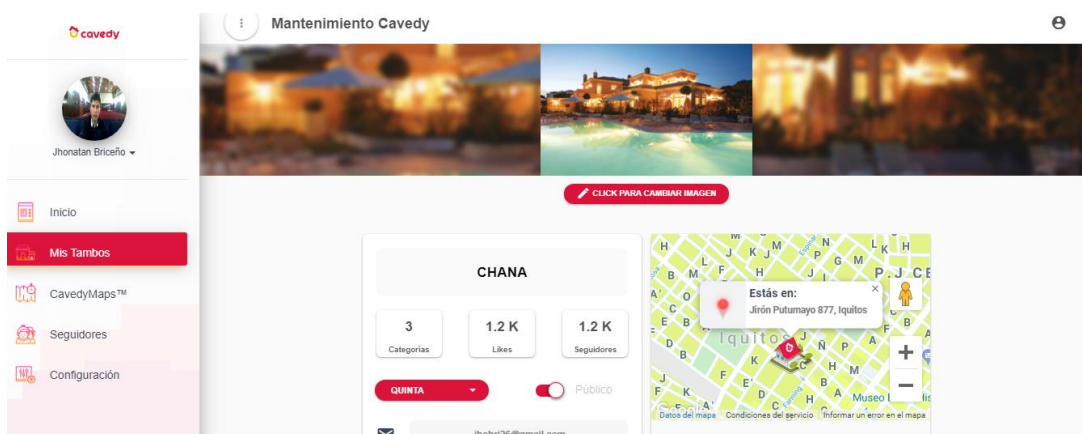 cavedy
Jhonatan Briceño
Inicio
Mis Tambos
CavedyMaps™
Seguidores
Configuración
Mantenimiento Cavedy
CLICK PARA CAMBIAR IMAGEN
CHANA
3
Categorias
1.2 K
Likes
1.2 K
Seguidores
QUINTA
Público
Estás en:
Jirón Putumayo 877, Iquitos
Iquitos
P.J CE
Museo
Datos del mapa
Condiciones del servicio
Informar un error en el mapa